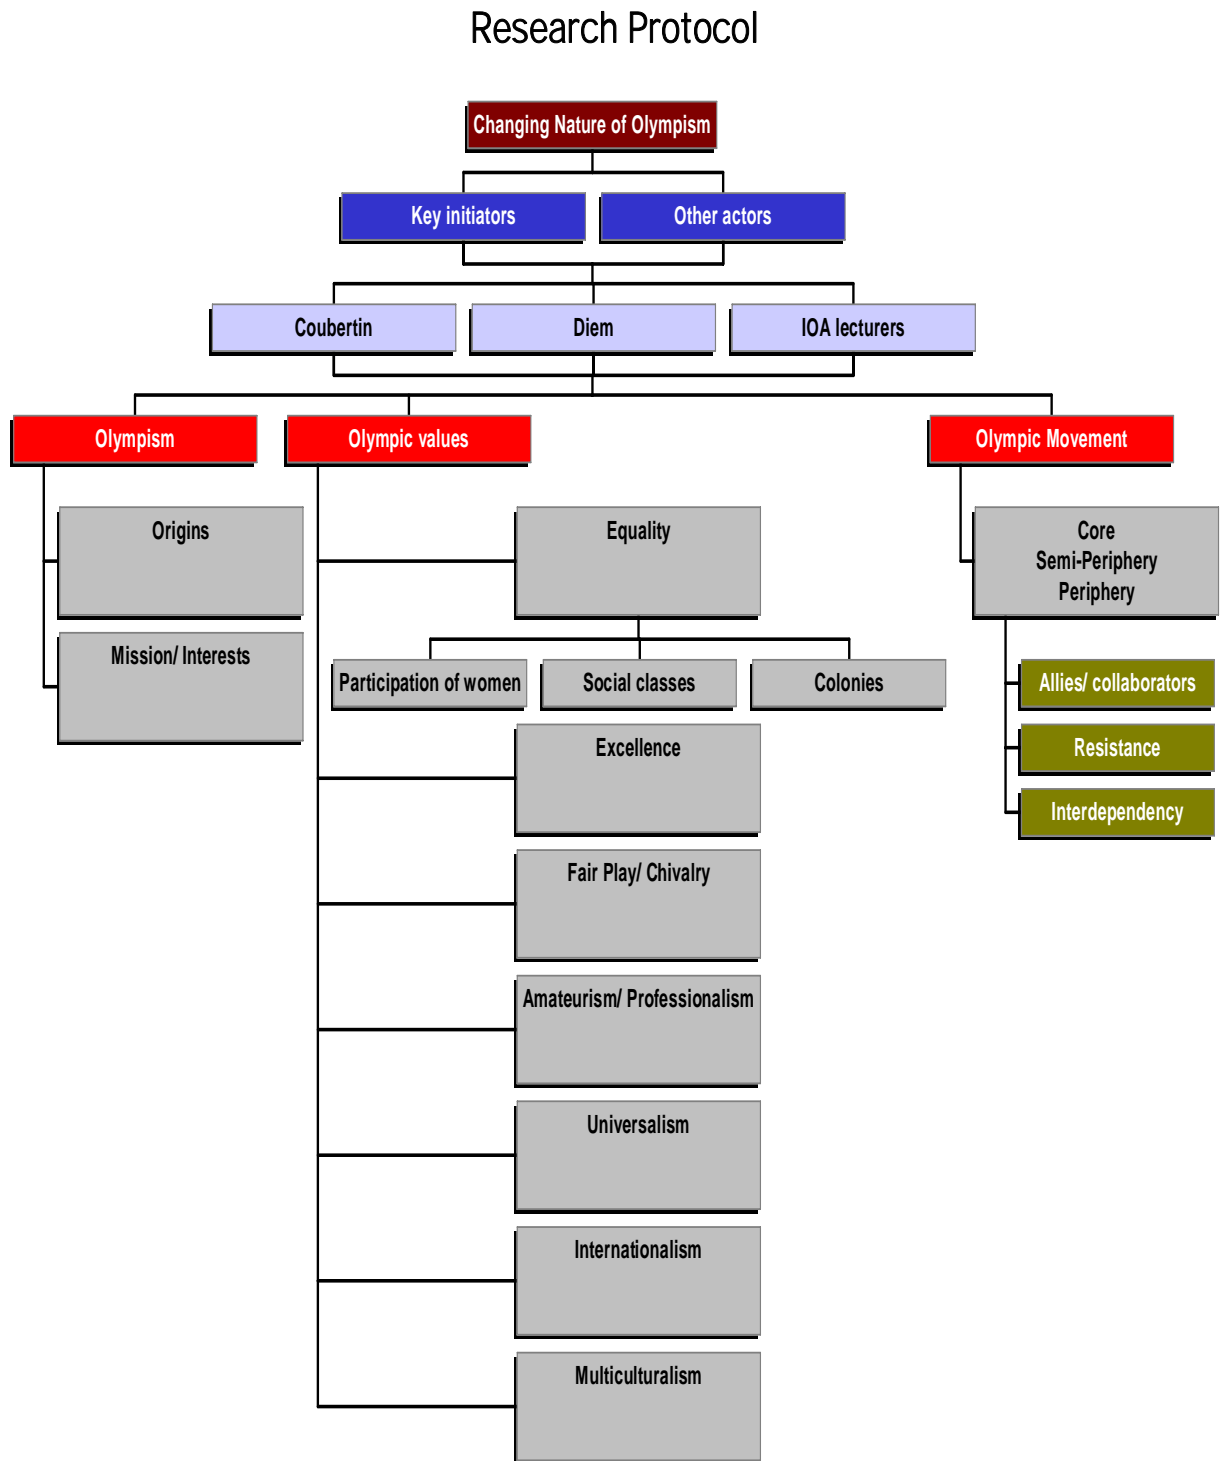 Research Protocol
Changing Nature of Olympism
Key initiators
Other actors
Coubertin
Diem
IOA lecturers
Olympism
Olympic values
Olympic Movement
Origins
Mission/ Interests
Equality
Participation of women
Social classes
Colonies
Excellence
Fair Play/ Chivalry
Amateurism/ Professionalism
Universalism
Internationalism
Multiculturalism
Core
Semi-Periphery
Periphery
Allies/ collaborators
Resistance
Interdependency